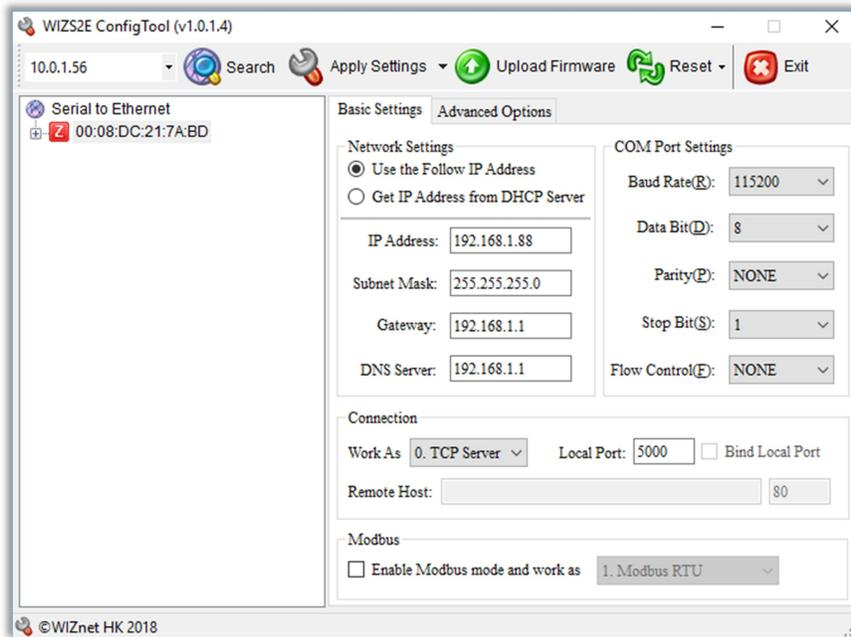 WIZS2E ConfigTool (v1.0.1.4)
10.0.1.56 Search Apply Settings Upload Firmware Reset Exit
Serial to Ethernet
Z 00:08:DC:21:7A:BD
Basic Settings Advanced Options
Network Settings
Use the Follow IP Address
Get IP Address from DHCP Server
IP Address: 192.168.1.88
Subnet Mask: 255.255.255.0
Gateway: 192.168.1.1
DNS Server: 192.168.1.1
COM Port Settings
Baud Rate(R): 115200
Data Bit(D): 8
Parity(P): NONE
Stop Bit(S): 1
Flow Control(F): NONE
Connection
Work As 0. TCP Server Local Port: 5000 Bind Local Port
Remote Host: 80
Modbus
Enable Modbus mode and work as 1. Modbus RTU
©WIZnet HK 2018